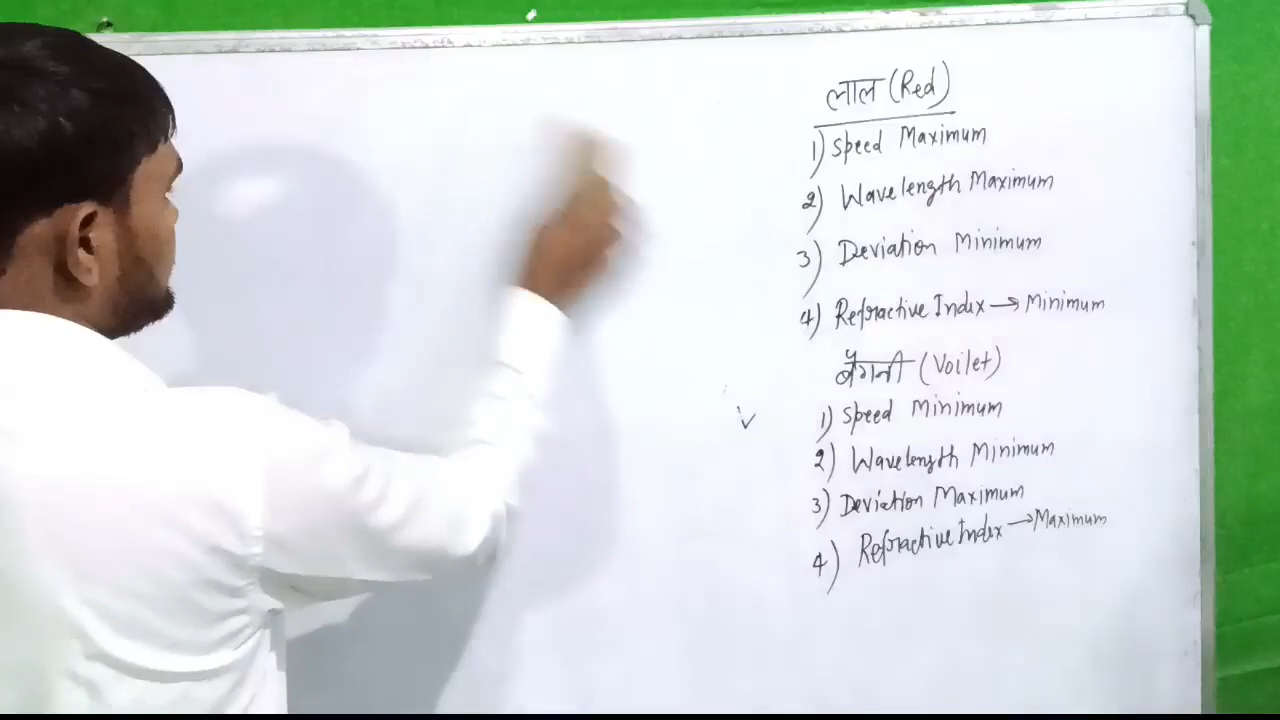 लाल (Red)
1) Speed Maximum
2) Wavelength Maximum
3) Deviation Minimum
4) Refractive Index → Minimum
बैंगनी (Voilet)
1) Speed Minimum
2) Wavelength Minimum
3) Deviation Maximum
4) Refractive Index → Maximum